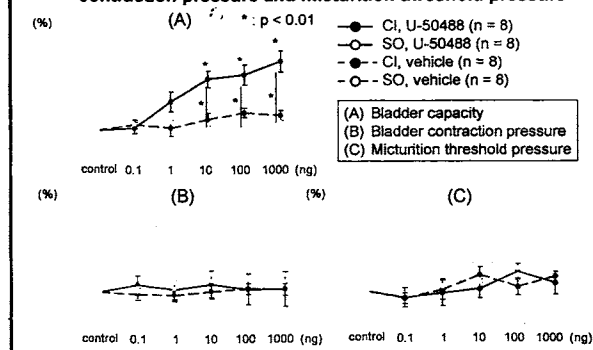 contraction pressure and micturition threshold pressure
(%)
(A)
* : p < 0.01
CI, U-50488 (n = 8)
SO, U-50488 (n = 8)
CI, vehicle (n = 8)
SO, vehicle (n = 8)
(A) Bladder capacity
(B) Bladder contraction pressure
(C) Micturition threshold pressure
* * *
* * *
control 0.1 1 10 100 1000 (ng)
(%) (B) (%) (C)
control 0.1 1 10 100 1000 (ng)
control 0.1 1 10 100 1000 (ng)